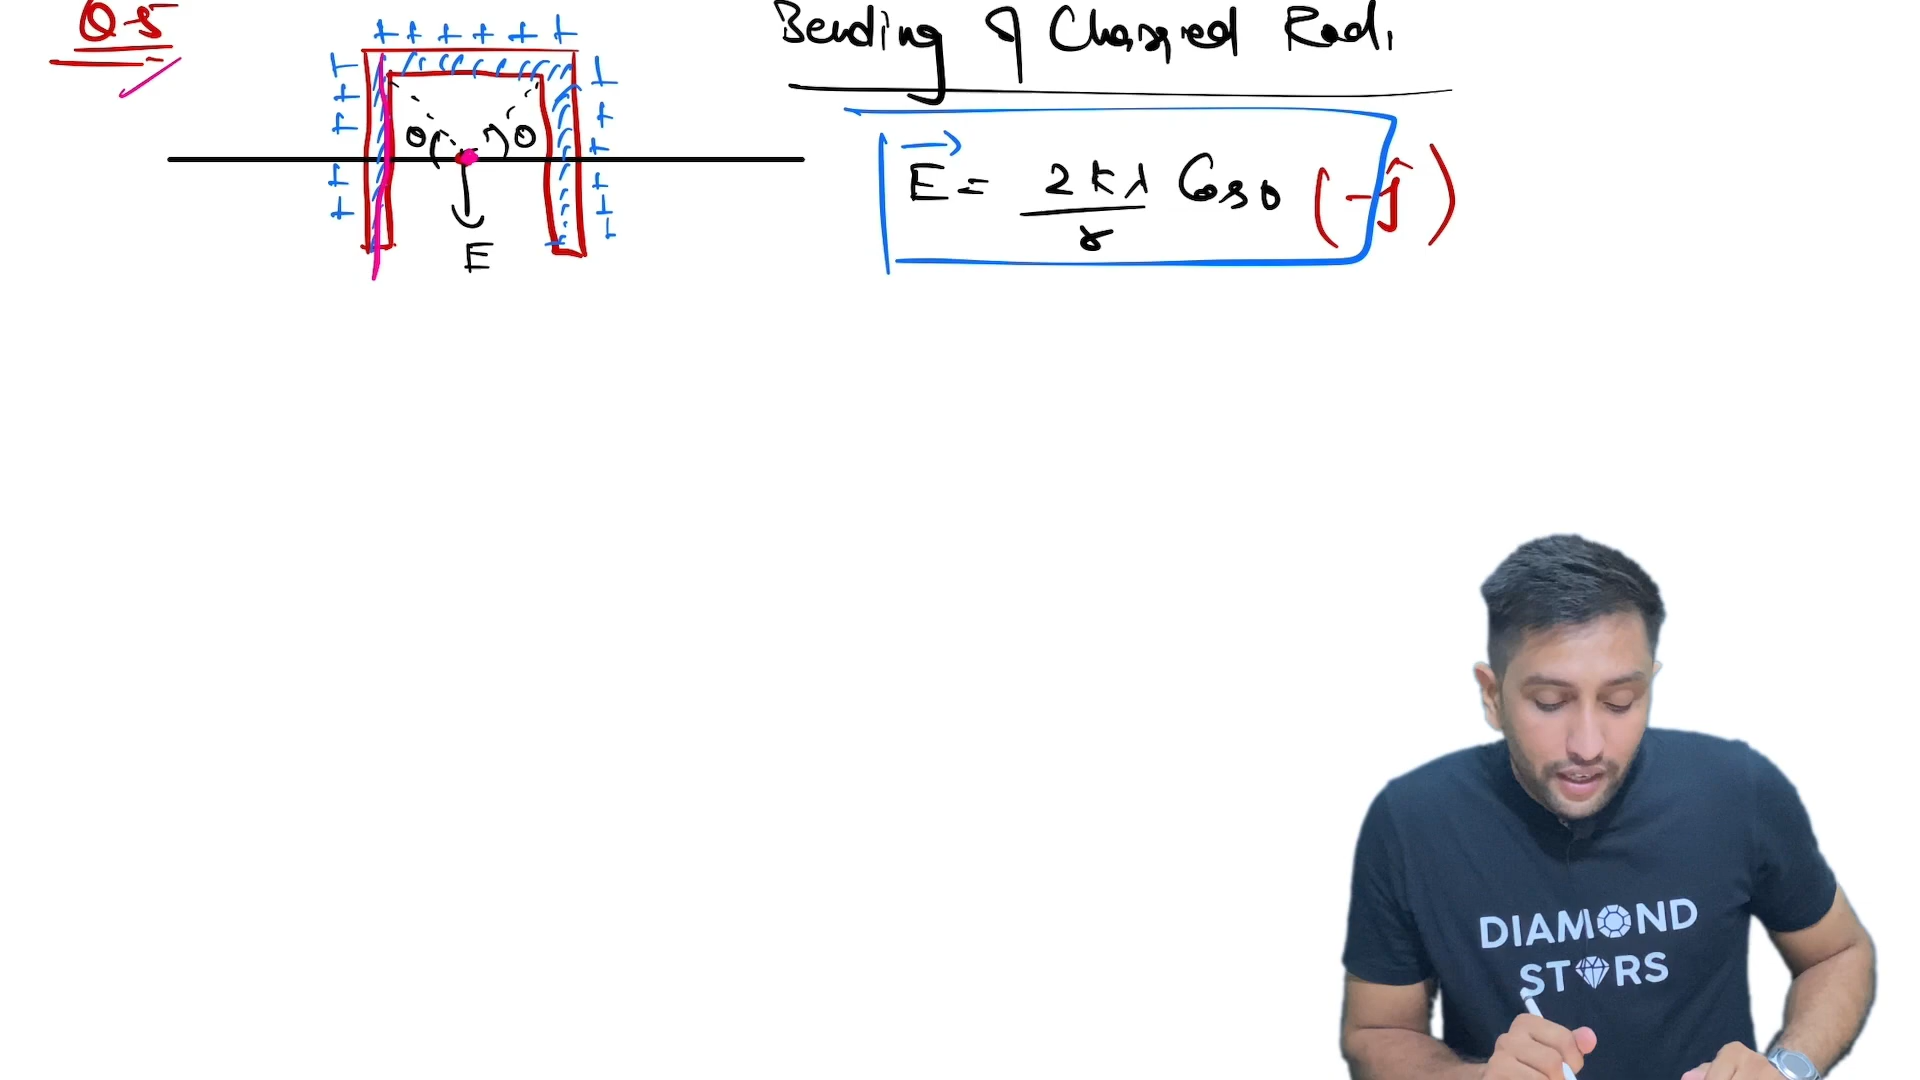 Q-5
+ + + + + +
Bending of Charged Rod.
θ θ
E
E = 2kλ/r Cosθ (-ĵ)
DIAMOND
STARS